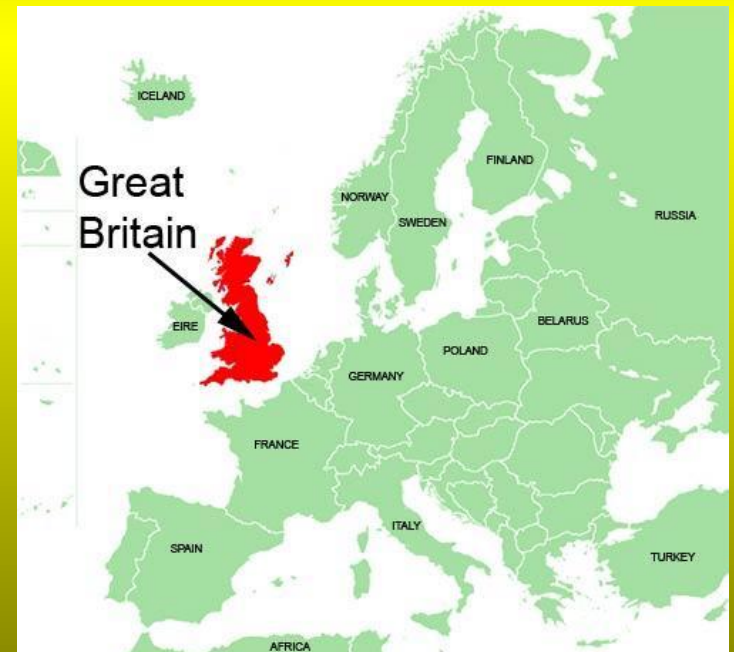 ICELAND
Great
Britain
FINLAND
NORWAY
SWEDEN
RUSSIA
EIRE
BELARUS
POLAND
GERMANY
FRANCE
ITALY
SPAIN
TURKEY
AFRICA